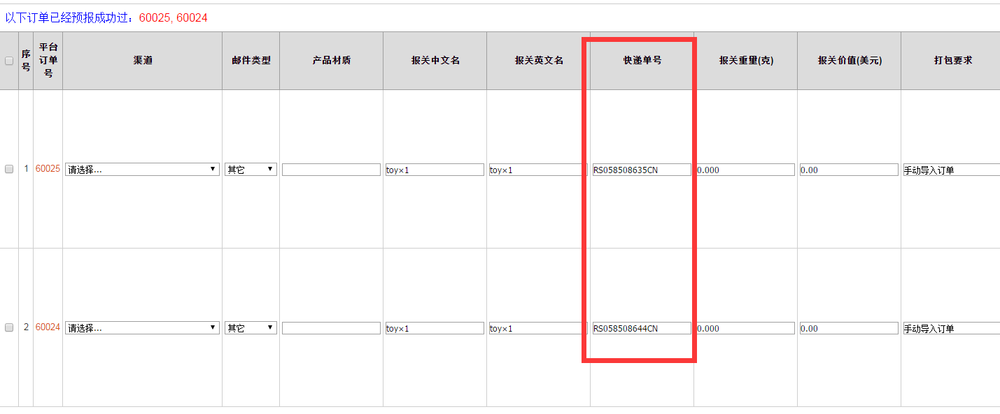 以下订单已经预报成功过：60025, 60024
序号 平台订单号 渠道 邮件类型 产品材质 报关中文名 报关英文名 快递单号 报关重量(克) 报关价值(美元) 打包要求
1 60025 请选择... 其它 toy×1 toy×1 RS058508635CN 0.000 0.00 手动导入订单
2 60024 请选择... 其它 toy×1 toy×1 RS058508644CN 0.000 0.00 手动导入订单